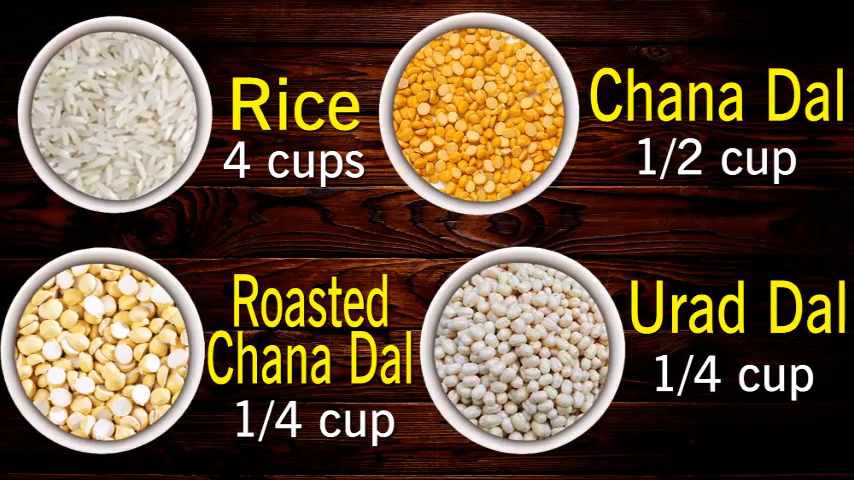 Rice
4 cups
Chana Dal
1/2 cup
Roasted
Chana Dal
1/4 cup
Urad Dal
1/4 cup